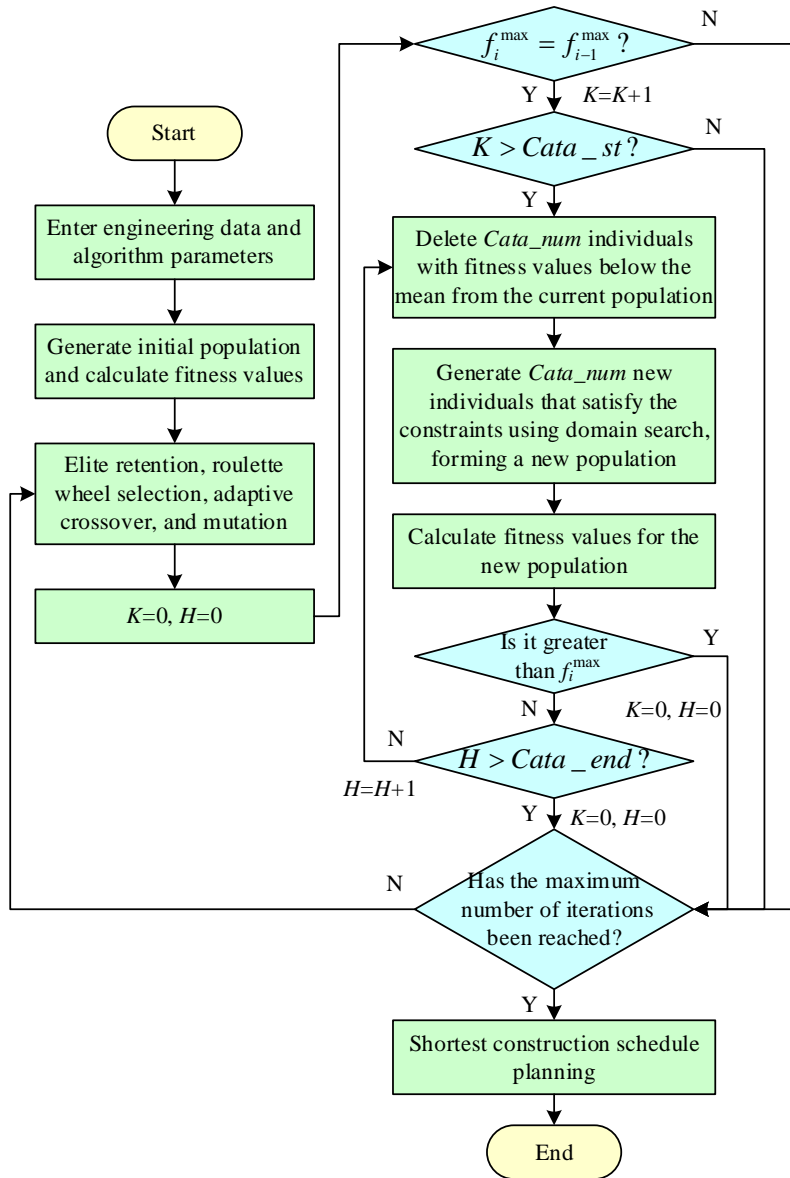 Start
Enter engineering data and
algorithm parameters
Generate initial population
and calculate fitness values
Elite retention, roulette
wheel selection, adaptive
crossover, and mutation
K=0, H=0
f_i^max = f_{i-1}^max ?
N
Y
K=K+1
K > Cata_st ?
N
Y
Delete Cata_num individuals
with fitness values below the
mean from the current population
Generate Cata_num new
individuals that satisfy the
constraints using domain search,
forming a new population
Calculate fitness values for the
new population
Is it greater
than f_i^max
Y
N
K=0, H=0
H > Cata_end ?
N
H=H+1
Y
K=0, H=0
Has the maximum
number of iterations
been reached?
N
Y
Shortest construction schedule
planning
End